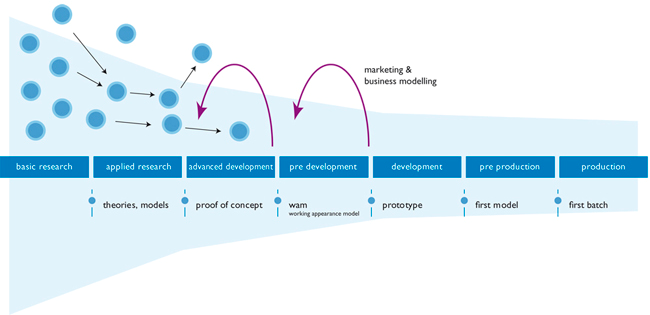 marketing &
business modelling
basic research
applied research
advanced development
pre development
development
pre production
production
theories, models
proof of concept
wam
working appearance model
prototype
first model
first batch